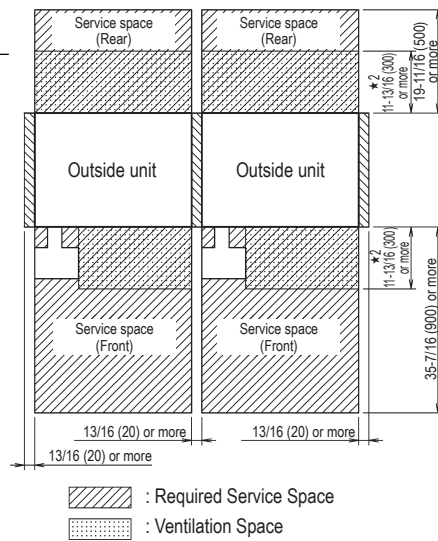 Service space
(Rear)
Service space
(Rear)
★2
11-13/16 (300)
or more
19-11/16 (500)
or more
Outside unit
Outside unit
★2
11-13/16 (300)
or more
35-7/16 (900) or more
Service space
(Front)
Service space
(Front)
13/16 (20) or more
13/16 (20) or more
13/16 (20) or more
: Required Service Space
: Ventilation Space